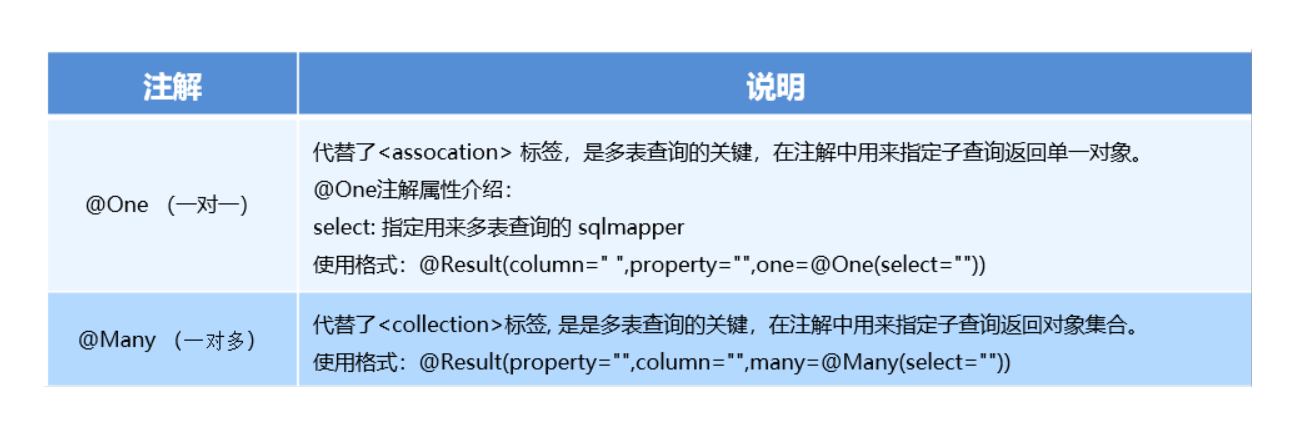 注解
说明
@One （一对一）
代替了<assocation> 标签，是多表查询的关键，在注解中用来指定子查询返回单一对象。
@One注解属性介绍：
select: 指定用来多表查询的 sqlmapper
使用格式：@Result(column=" ",property="",one=@One(select=""))
@Many （一对多）
代替了<collection>标签, 是是多表查询的关键，在注解中用来指定子查询返回对象集合。
使用格式：@Result(property="",column="",many=@Many(select=""))